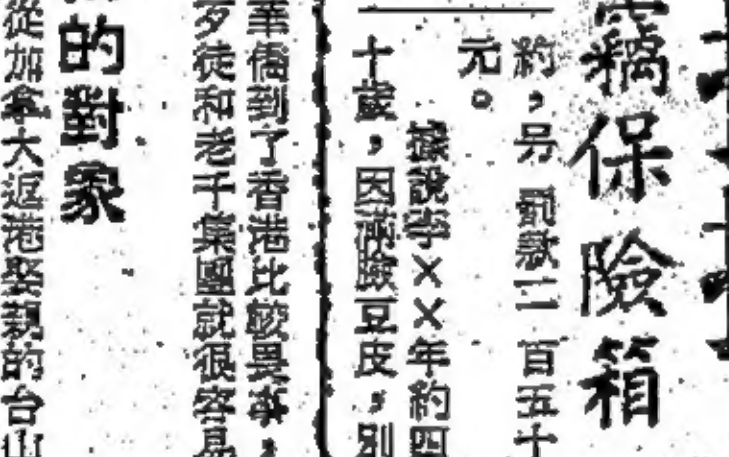 竊保險箱
約，另罰款二百五十
元。
據說李××年約四
十歲，因滿臉豆皮，別
華僑到了香港比較畏事，
歹徒和老千集團就很容易
的對象
從加拿大返港娶親的台山